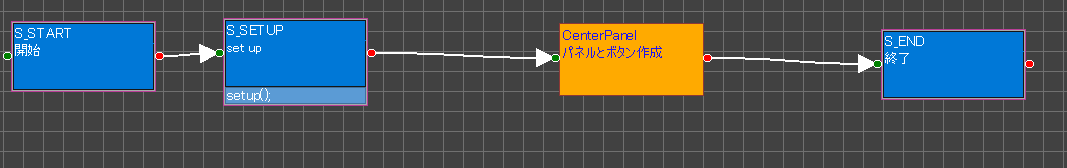 S_START
開始
S_SETUP
set up
setup();
CenterPanel
パネルとボタン作成
S_END
終了